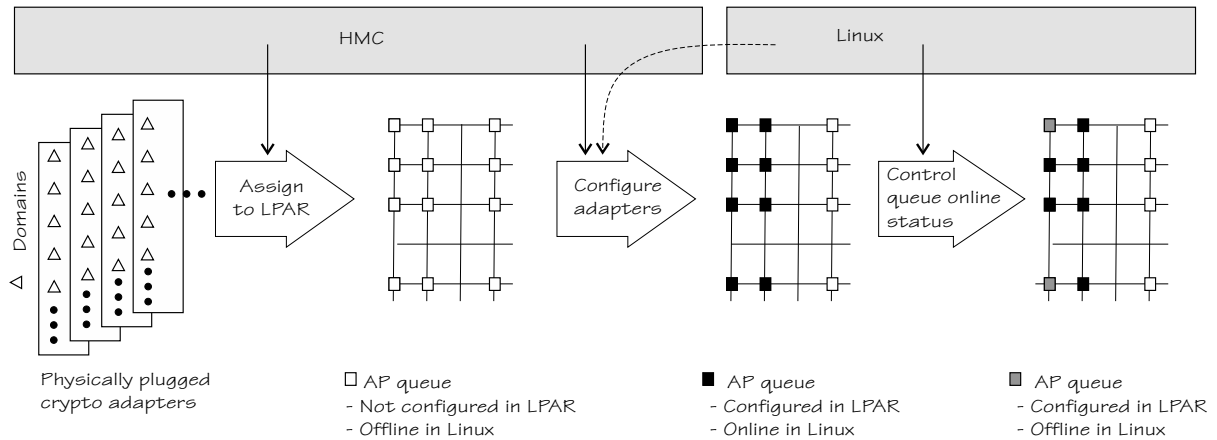 HMC
Linux
Domains
Assign
to LPAR
Configure
adapters
Control
queue online
status
Physically plugged
crypto adapters
AP queue
- Not configured in LPAR
- Offline in Linux
AP queue
- Configured in LPAR
- Online in Linux
AP queue
- Configured in LPAR
- Offline in Linux